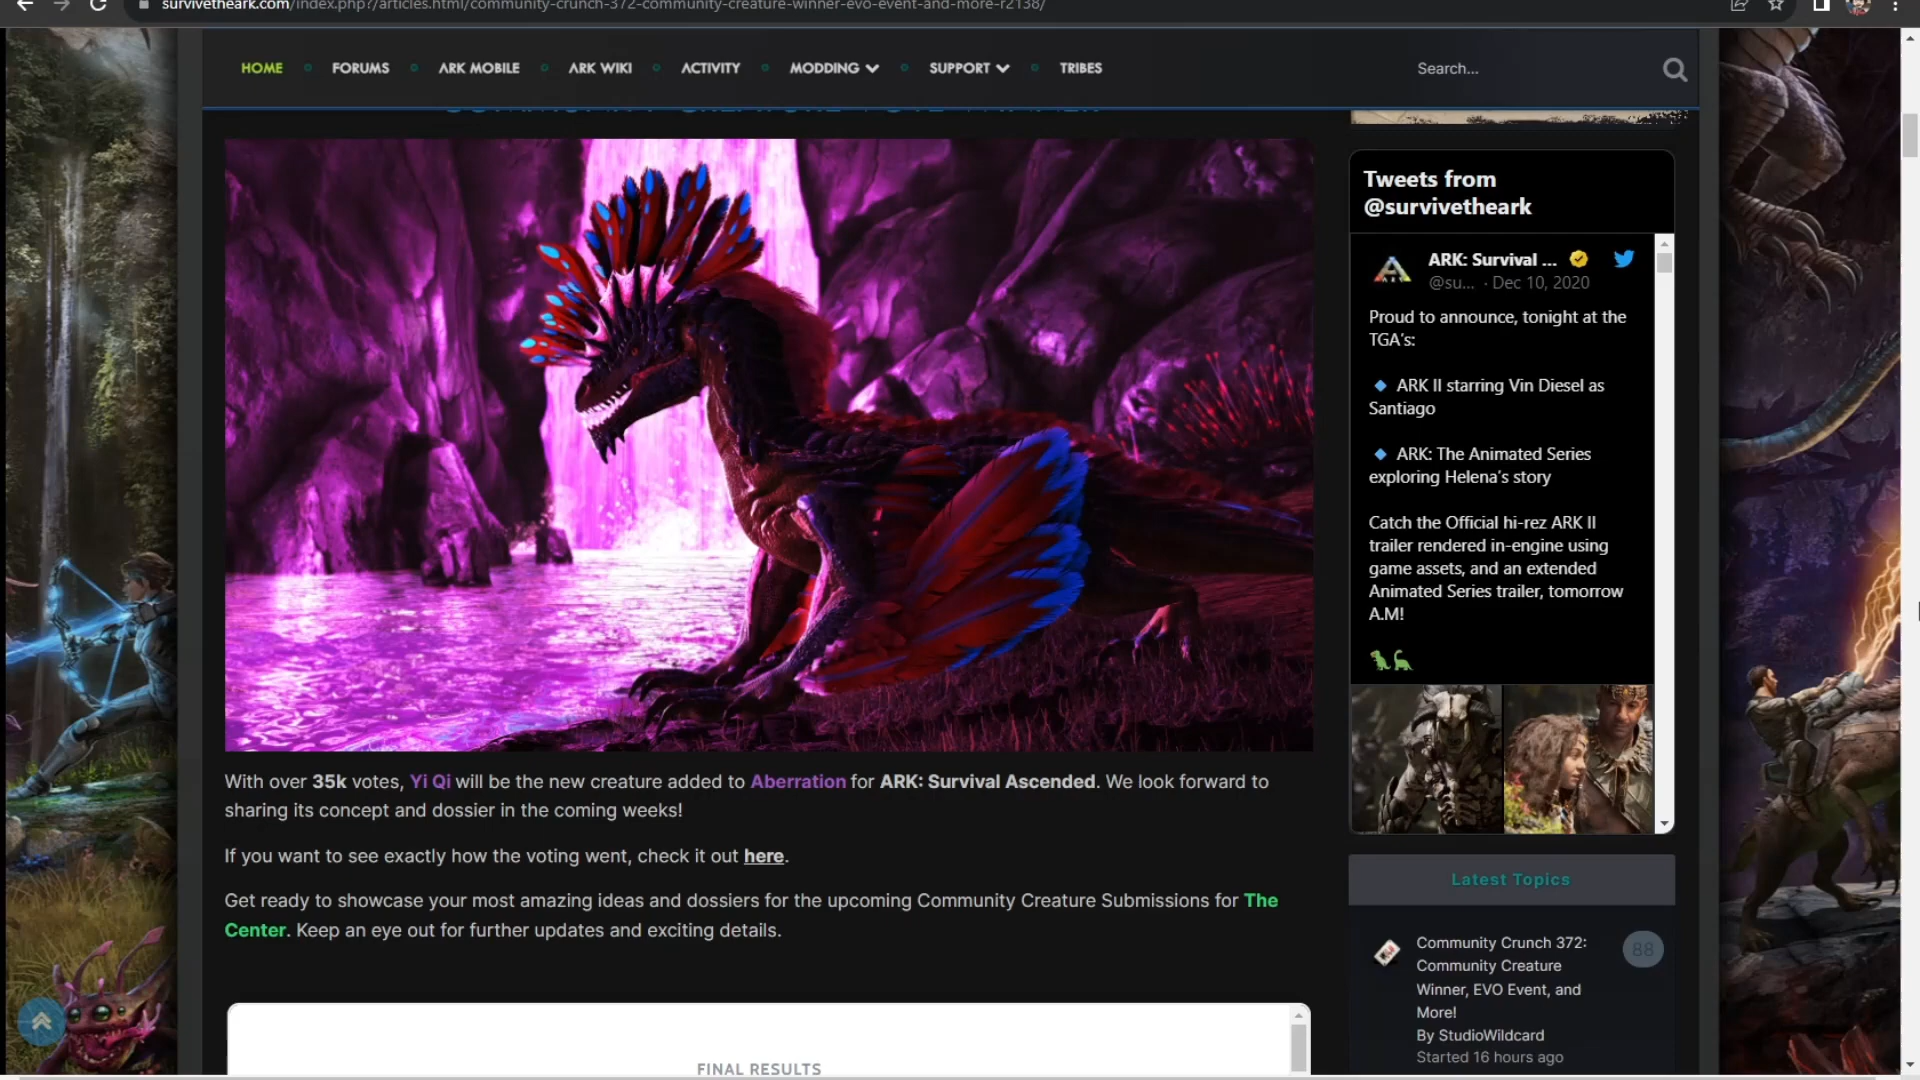 survivetheark.com/index.php?/articles.html/community-crunch-372-community-creature-winner-evo-event-and-more-r2138/
HOME FORUMS ARK MOBILE ARK WIKI ACTIVITY MODDING SUPPORT TRIBES Search...
Tweets from
@survivetheark
ARK: Survival ...
@su... · Dec 10, 2020
Proud to announce, tonight at the
TGA's:
ARK II starring Vin Diesel as
Santiago
ARK: The Animated Series
exploring Helena's story
Catch the Official hi-rez ARK II
trailer rendered in-engine using
game assets, and an extended
Animated Series trailer, tomorrow
A.M!
With over 35k votes, Yi Qi will be the new creature added to Aberration for ARK: Survival Ascended. We look forward to
sharing its concept and dossier in the coming weeks!
If you want to see exactly how the voting went, check it out here.
Get ready to showcase your most amazing ideas and dossiers for the upcoming Community Creature Submissions for The
Center. Keep an eye out for further updates and exciting details.
FINAL RESULTS
Latest Topics
Community Crunch 372:
Community Creature
Winner, EVO Event, and
More!
By StudioWildcard
Started 16 hours ago
88